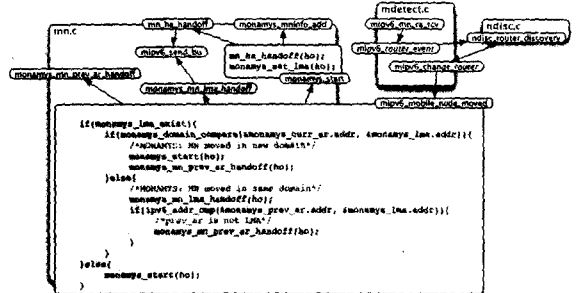 mn.c
mn_ha_handoff
monamys_mninfo_add
mipv6_send_bu
mn_ha_handoff(ho);
monamys_set_lma(ho);
monamys_start
monamys_mn_prev_ar_handoff
monamys_mn_lma_handoff
mdetect.c
mipv6_mn_ra_rcv
mipv6_router_event
mipv6_change_router
mipv6_mobile_node_moved
ndisc.c
ndisc_router_discovery
if(monamys_lma_exist){
if(monamys_domain_compare(&monamys_curr_ar.addr, &monamys_lma.addr)){
/*MONAMYS: MN moved in new domain*/
monamys_start(ho);
monamys_mn_prev_ar_handoff(ho);
}else{
/*MONAMYS: MN moved in same domain*/
monamys_mn_lma_handoff(ho);
if(ipv6_addr_cmp(&monamys_prev_ar.addr, &monamys_lma.addr)){
/*prev_ar is not LMA*/
monamys_mn_prev_ar_handoff(ho);
}
}
}else{
monamys_start(ho);
}